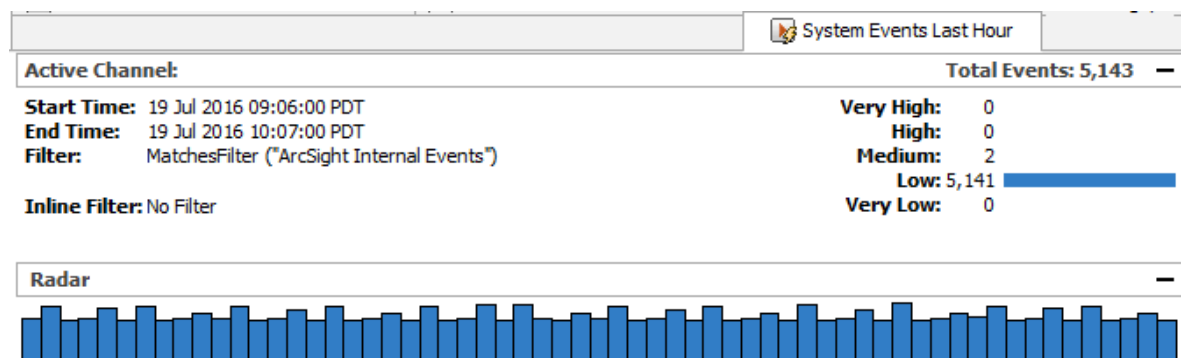 System Events Last Hour
Active Channel: Total Events: 5,143
Start Time: 19 Jul 2016 09:06:00 PDT Very High: 0
End Time: 19 Jul 2016 10:07:00 PDT High: 0
Filter: MatchesFilter ("ArcSight Internal Events") Medium: 2
Low: 5,141
Inline Filter: No Filter Very Low: 0
Radar